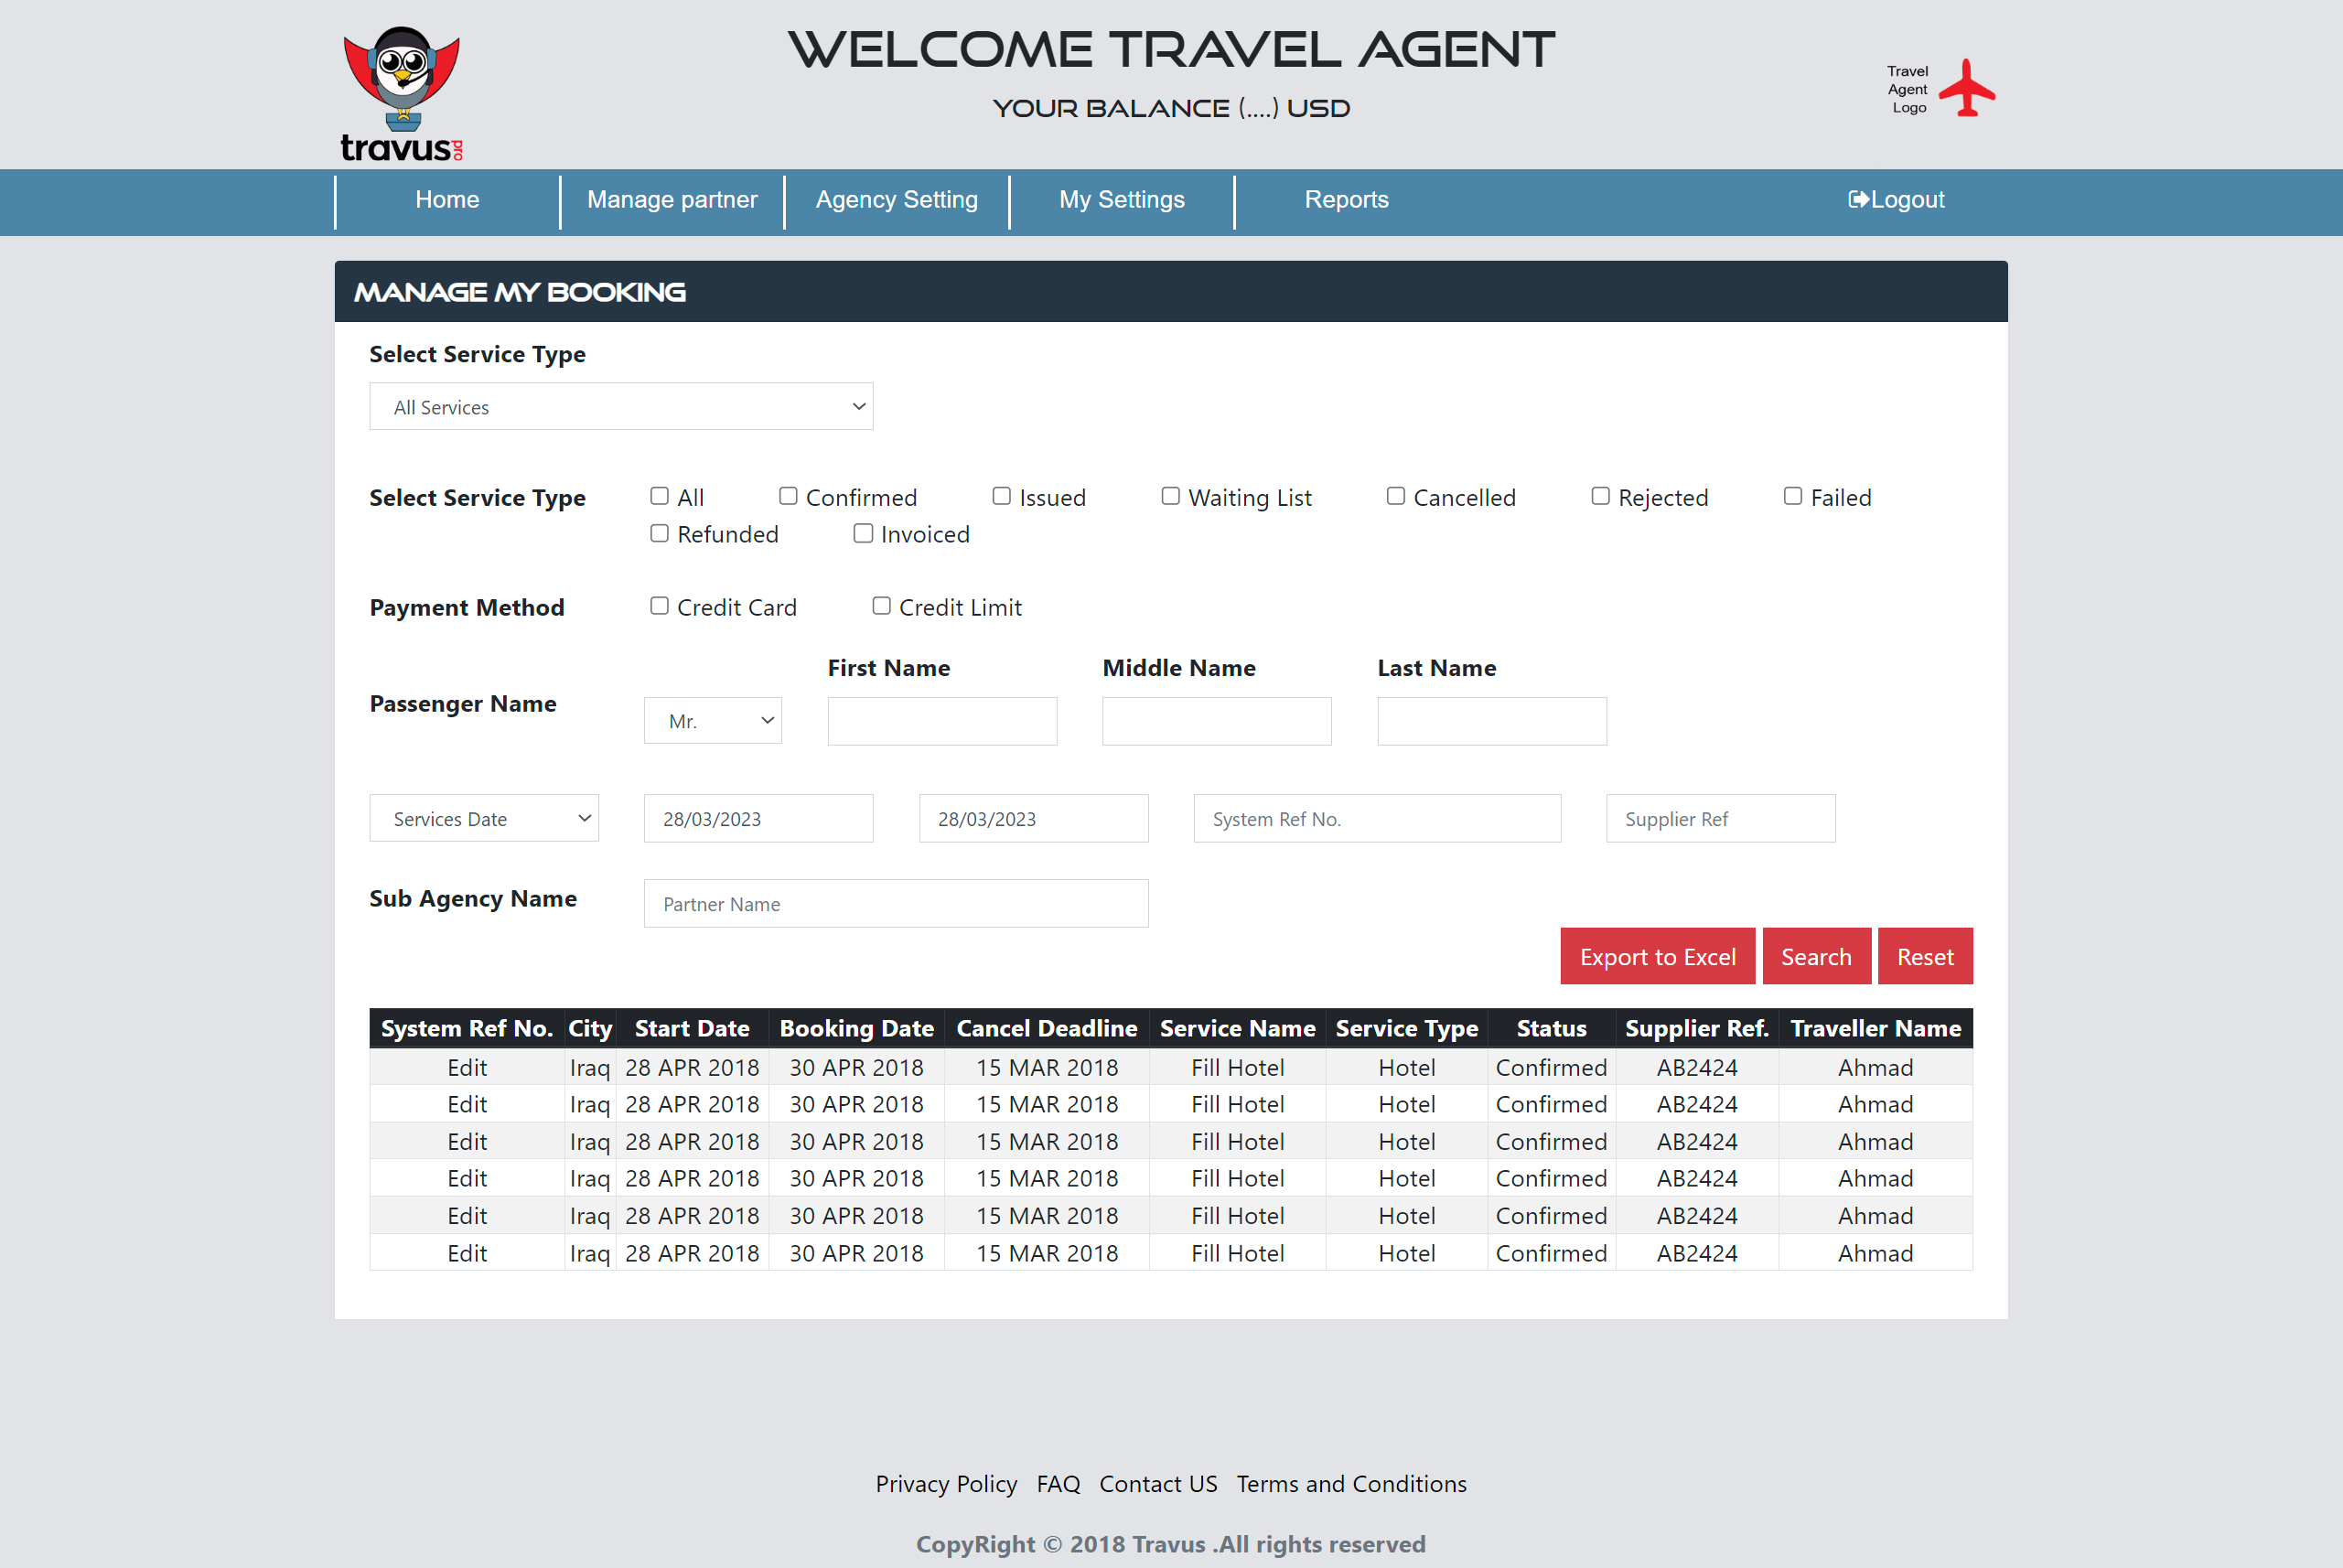 WELCOME TRAVEL AGENT
YOUR BALANCE (....) USD
travus pro
Travel
Agent
Logo
Home Manage partner Agency Setting My Settings Reports Logout
MANAGE MY BOOKING
Select Service Type
All Services
Select Service Type All Confirmed Issued Waiting List Cancelled Rejected Failed
Refunded Invoiced
Payment Method Credit Card Credit Limit
First Name Middle Name Last Name
Passenger Name Mr.
Services Date 28/03/2023 28/03/2023 System Ref No. Supplier Ref
Sub Agency Name Partner Name
Export to Excel Search Reset
System Ref No. City Start Date Booking Date Cancel Deadline Service Name Service Type Status Supplier Ref. Traveller Name
Edit Iraq 28 APR 2018 30 APR 2018 15 MAR 2018 Fill Hotel Hotel Confirmed AB2424 Ahmad
Edit Iraq 28 APR 2018 30 APR 2018 15 MAR 2018 Fill Hotel Hotel Confirmed AB2424 Ahmad
Edit Iraq 28 APR 2018 30 APR 2018 15 MAR 2018 Fill Hotel Hotel Confirmed AB2424 Ahmad
Edit Iraq 28 APR 2018 30 APR 2018 15 MAR 2018 Fill Hotel Hotel Confirmed AB2424 Ahmad
Edit Iraq 28 APR 2018 30 APR 2018 15 MAR 2018 Fill Hotel Hotel Confirmed AB2424 Ahmad
Edit Iraq 28 APR 2018 30 APR 2018 15 MAR 2018 Fill Hotel Hotel Confirmed AB2424 Ahmad
Privacy Policy FAQ Contact US Terms and Conditions
CopyRight © 2018 Travus .All rights reserved